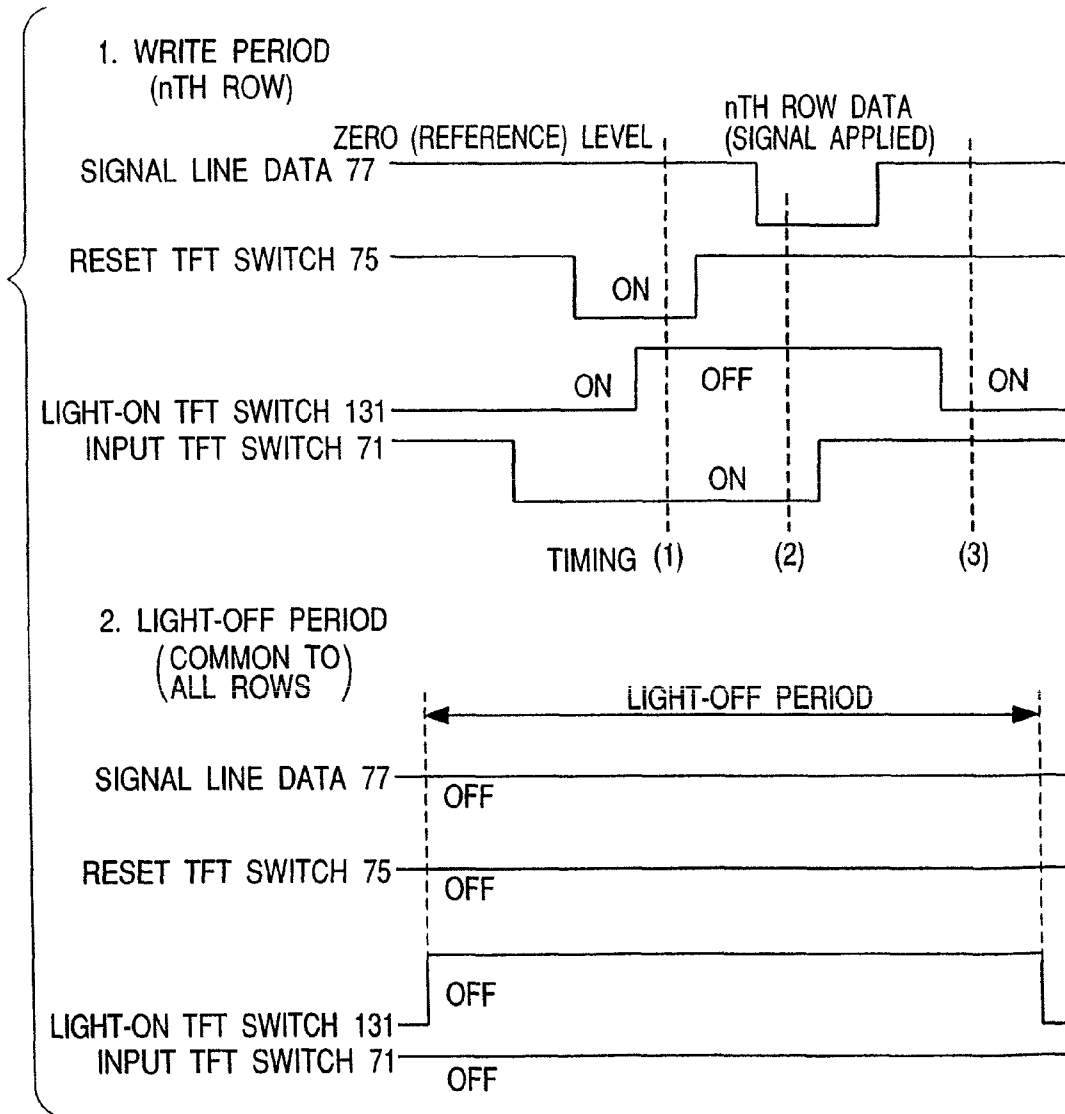 1. WRITE PERIOD
(nTH ROW)
nTH ROW DATA
(SIGNAL APPLIED)
ZERO (REFERENCE) LEVEL
SIGNAL LINE DATA 77
RESET TFT SWITCH 75
ON
ON
OFF
ON
LIGHT-ON TFT SWITCH 131
INPUT TFT SWITCH 71
ON
TIMING (1) (2) (3)
2. LIGHT-OFF PERIOD
(COMMON TO
ALL ROWS)
LIGHT-OFF PERIOD
SIGNAL LINE DATA 77
OFF
RESET TFT SWITCH 75
OFF
OFF
LIGHT-ON TFT SWITCH 131
INPUT TFT SWITCH 71
OFF